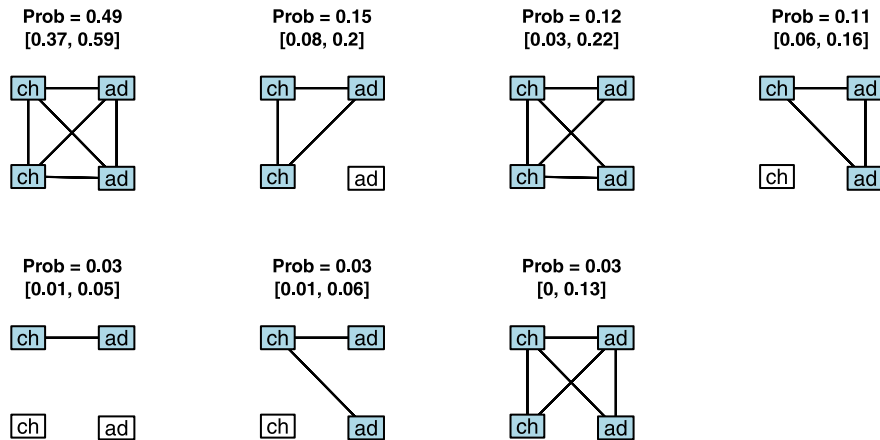 Prob = 0.49
[0.37, 0.59]
ch ad
ch ad
Prob = 0.15
[0.08, 0.2]
ch ad
ch ad
Prob = 0.12
[0.03, 0.22]
ch ad
ch ad
Prob = 0.11
[0.06, 0.16]
ch ad
ch ad
Prob = 0.03
[0.01, 0.05]
ch ad
ch ad
Prob = 0.03
[0.01, 0.06]
ch ad
ch ad
Prob = 0.03
[0, 0.13]
ch ad
ch ad